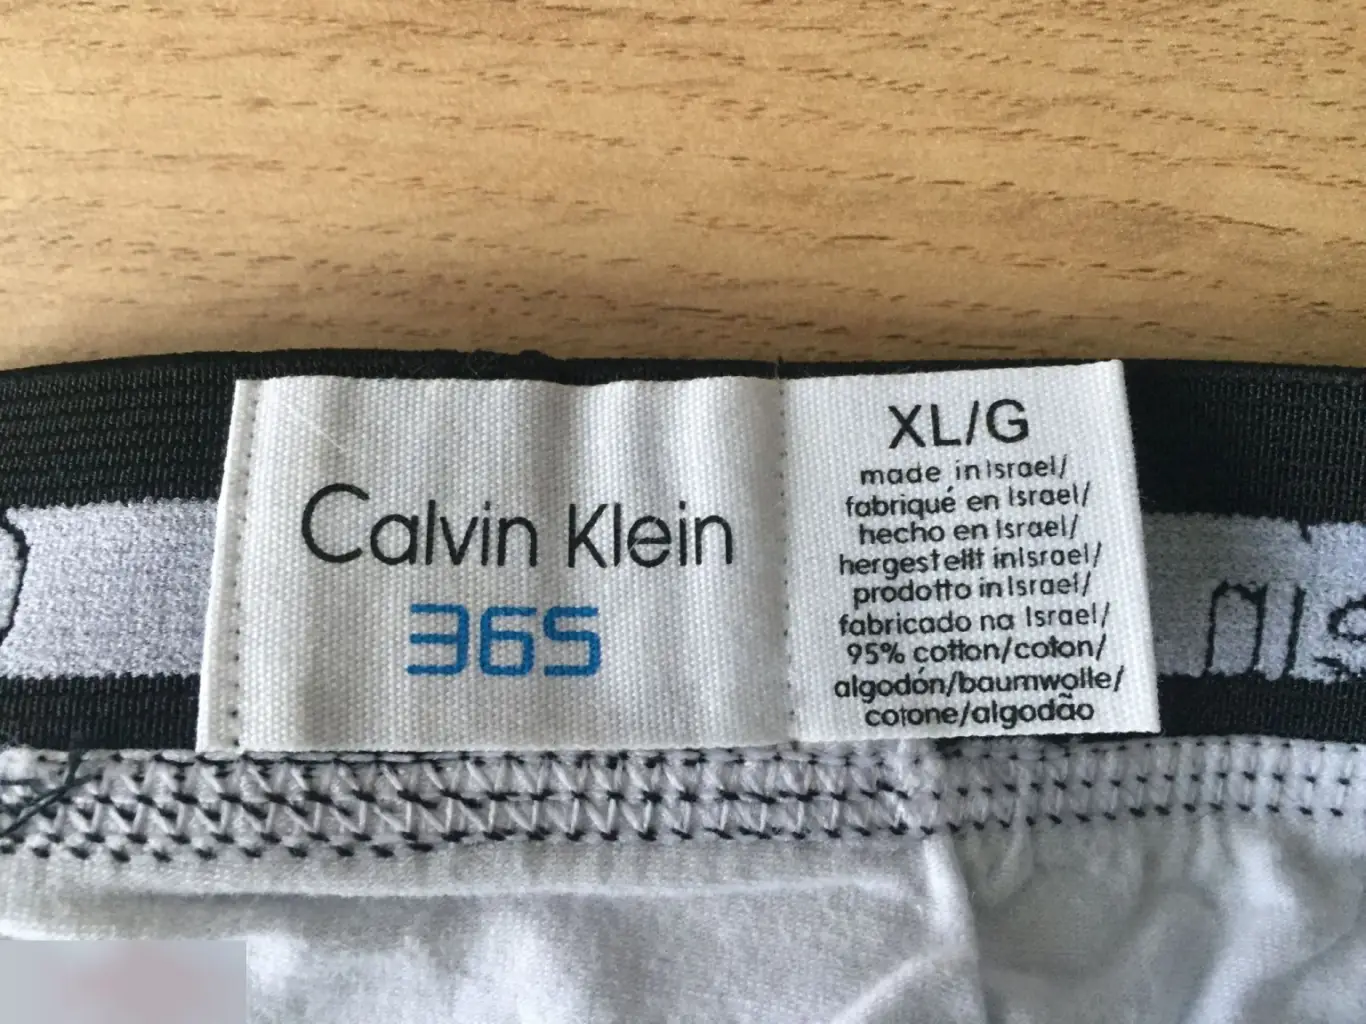 Calvin Klein
365
XL/G
made in Israel/
fabriqué en Israel/
hecho en Israel/
hergestellt in Israel/
prodotto in Israel/
fabricado na Israel/
95% cotton/coton/
algodón/baumwolle/
cotone/algodão